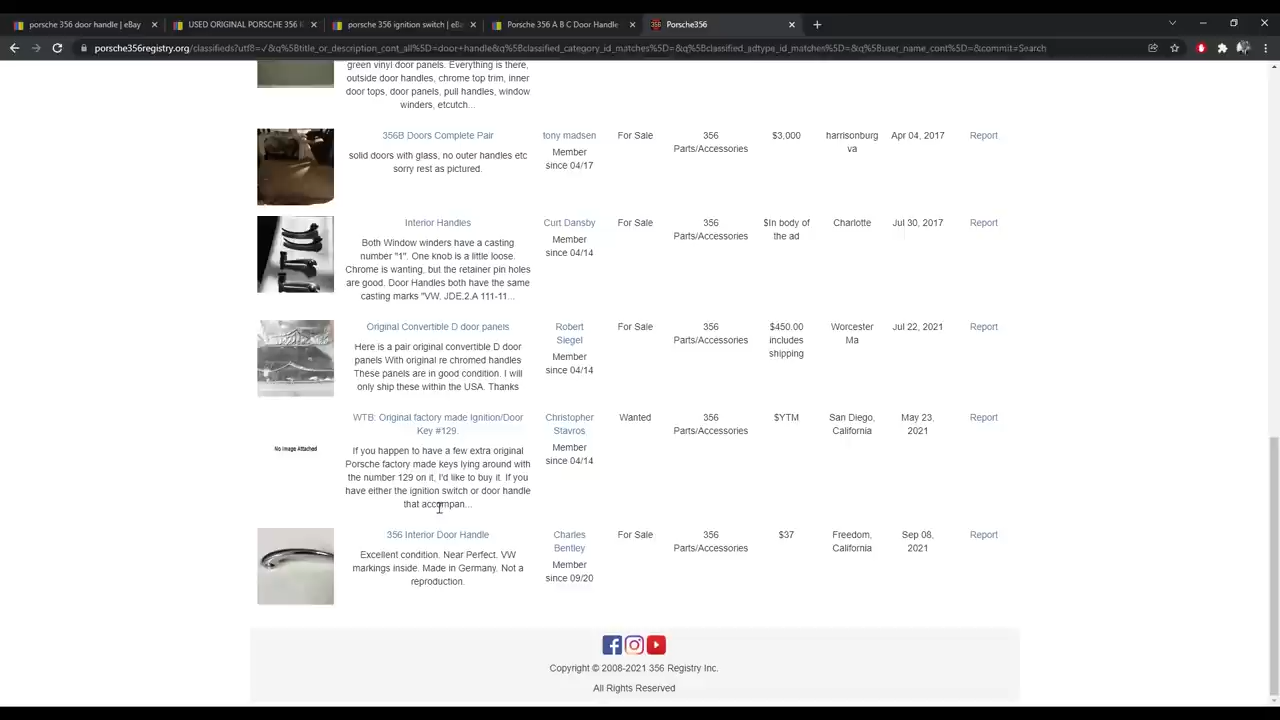 porsche 356 door handle | eBay
USED ORIGINAL PORSCHE 356 K
porsche 356 ignition switch | eBa
Porsche 356 A B C Door Handle
Porsche356
porsche356registry.org/classifieds?utf8=✓&q%5Btitle_or_description_cont_all%5D=door+handle&q%5Bclassified_category_id_matches%5D=&q%5Bclassified_adtype_id_matches%5D=&q%5Buser_name_cont%5D=&commit=Search
green vinyl door panels. Everything is there,
outside door handles, chrome top trim, inner
door tops, door panels, pull handles, window
winders, etcutch...
356B Doors Complete Pair
solid doors with glass, no outer handles etc
sorry rest as pictured.
tony madsen
Member
since 04/17
For Sale
356
Parts/Accessories
$3,000
harrisonburg
va
Apr 04, 2017
Report
Interior Handles
Both Window winders have a casting
number "1". One knob is a little loose.
Chrome is wanting, but the retainer pin holes
are good. Door Handles both have the same
casting marks "VW. JDE.2.A 111-11...
Curt Dansby
Member
since 04/14
For Sale
356
Parts/Accessories
$In body of
the ad
Charlotte
Jul 30, 2017
Report
Original Convertible D door panels
Here is a pair original convertible D door
panels With original re chromed handles
These panels are in good condition. I will
only ship these within the USA. Thanks
Robert
Siegel
Member
since 04/14
For Sale
356
Parts/Accessories
$450.00
includes
shipping
Worcester
Ma
Jul 22, 2021
Report
No Image Attached
WTB: Original factory made Ignition/Door
Key #129.
If you happen to have a few extra original
Porsche factory made keys lying around with
the number 129 on it, I'd like to buy it. If you
have either the ignition switch or door handle
that accompan...
Christopher
Stavros
Member
since 04/14
Wanted
356
Parts/Accessories
$YTM
San Diego,
California
May 23,
2021
Report
356 Interior Door Handle
Excellent condition. Near Perfect. VW
markings inside. Made in Germany. Not a
reproduction.
Charles
Bentley
Member
since 09/20
For Sale
356
Parts/Accessories
$37
Freedom,
California
Sep 08,
2021
Report
Copyright © 2008-2021 356 Registry Inc.
All Rights Reserved